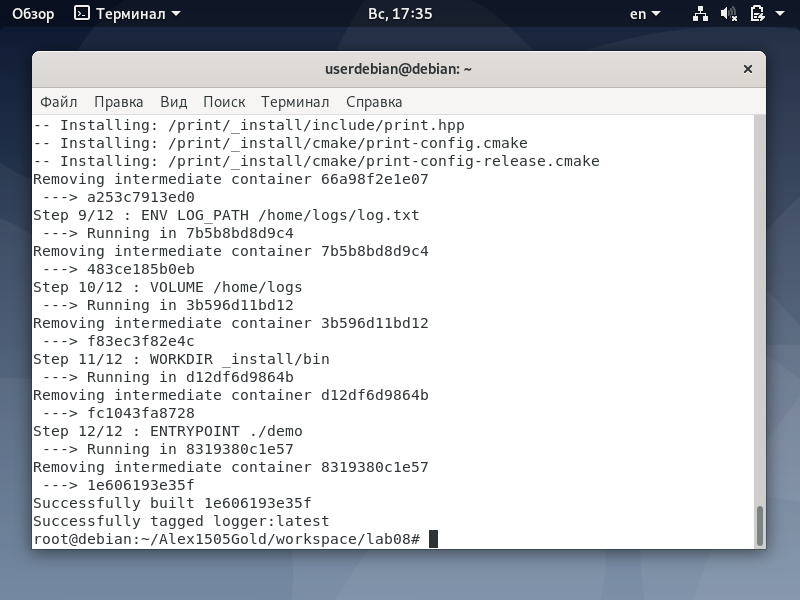 Обзор Терминал Вс, 17:35 en
userdebian@debian: ~ ×
Файл Правка Вид Поиск Терминал Справка
-- Installing: /print/_install/include/print.hpp
-- Installing: /print/_install/cmake/print-config.cmake
-- Installing: /print/_install/cmake/print-config-release.cmake
Removing intermediate container 66a98f2e1e07
 ---> a253c7913ed0
Step 9/12 : ENV LOG_PATH /home/logs/log.txt
 ---> Running in 7b5b8bd8d9c4
Removing intermediate container 7b5b8bd8d9c4
 ---> 483ce185b0eb
Step 10/12 : VOLUME /home/logs
 ---> Running in 3b596d11bd12
Removing intermediate container 3b596d11bd12
 ---> f83ec3f82e4c
Step 11/12 : WORKDIR _install/bin
 ---> Running in d12df6d9864b
Removing intermediate container d12df6d9864b
 ---> fc1043fa8728
Step 12/12 : ENTRYPOINT ./demo
 ---> Running in 8319380c1e57
Removing intermediate container 8319380c1e57
 ---> 1e606193e35f
Successfully built 1e606193e35f
Successfully tagged logger:latest
root@debian:~/Alex1505Gold/workspace/lab08#